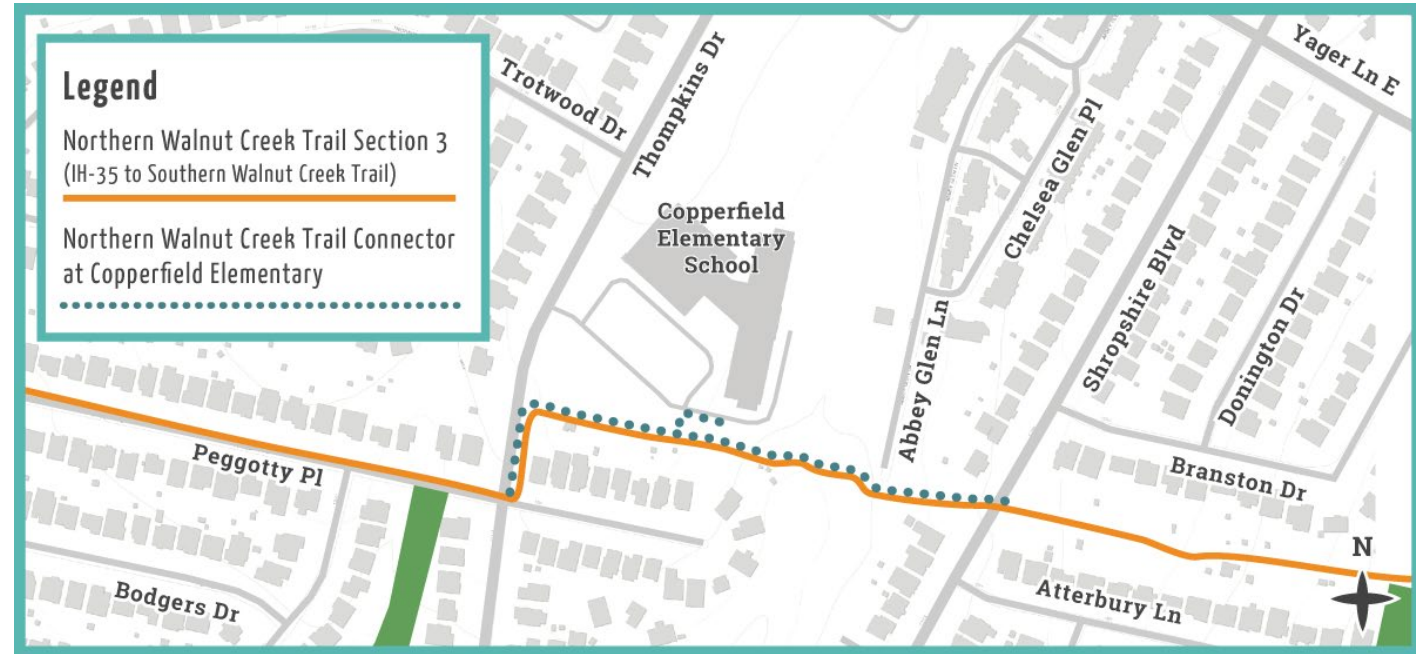 Legend
Northern Walnut Creek Trail Section 3
(IH-35 to Southern Walnut Creek Trail)
Northern Walnut Creek Trail Connector
at Copperfield Elementary
Trotwood Dr
Thompkins Dr
Yager Ln E
Copperfield
Elementary
School
Chelsea Glen Pl
Shropshire Blvd
Abbey Glen Ln
Donington Dr
Peggotty Pl
Branston Dr
Bodgers Dr
Atterbury Ln
N